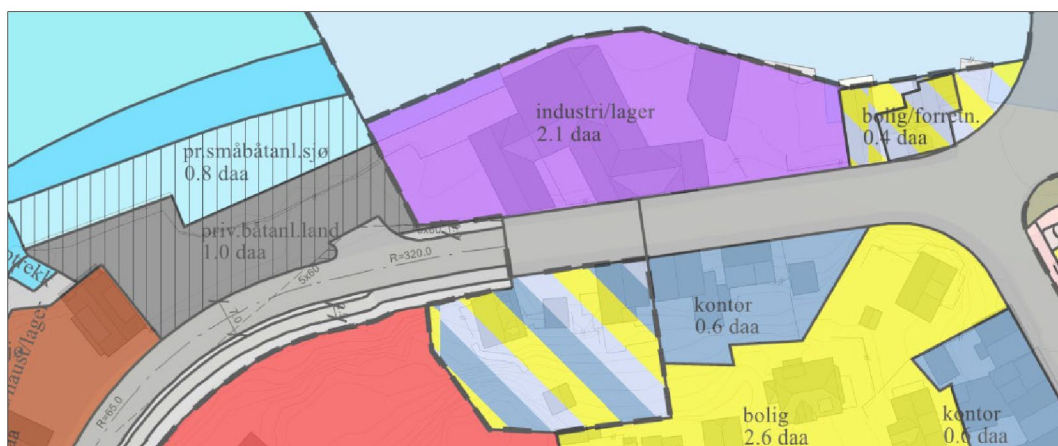 industri/lager
2.1 daa
bolig/forretn.
0.4 daa
pr.småbåtanl.sjø
0.8 daa
priv.båtanl.land
1.0 daa
R=320.0
5x60
R=65.0
kontor
0.6 daa
bolig
2.6 daa
kontor
0.6 daa